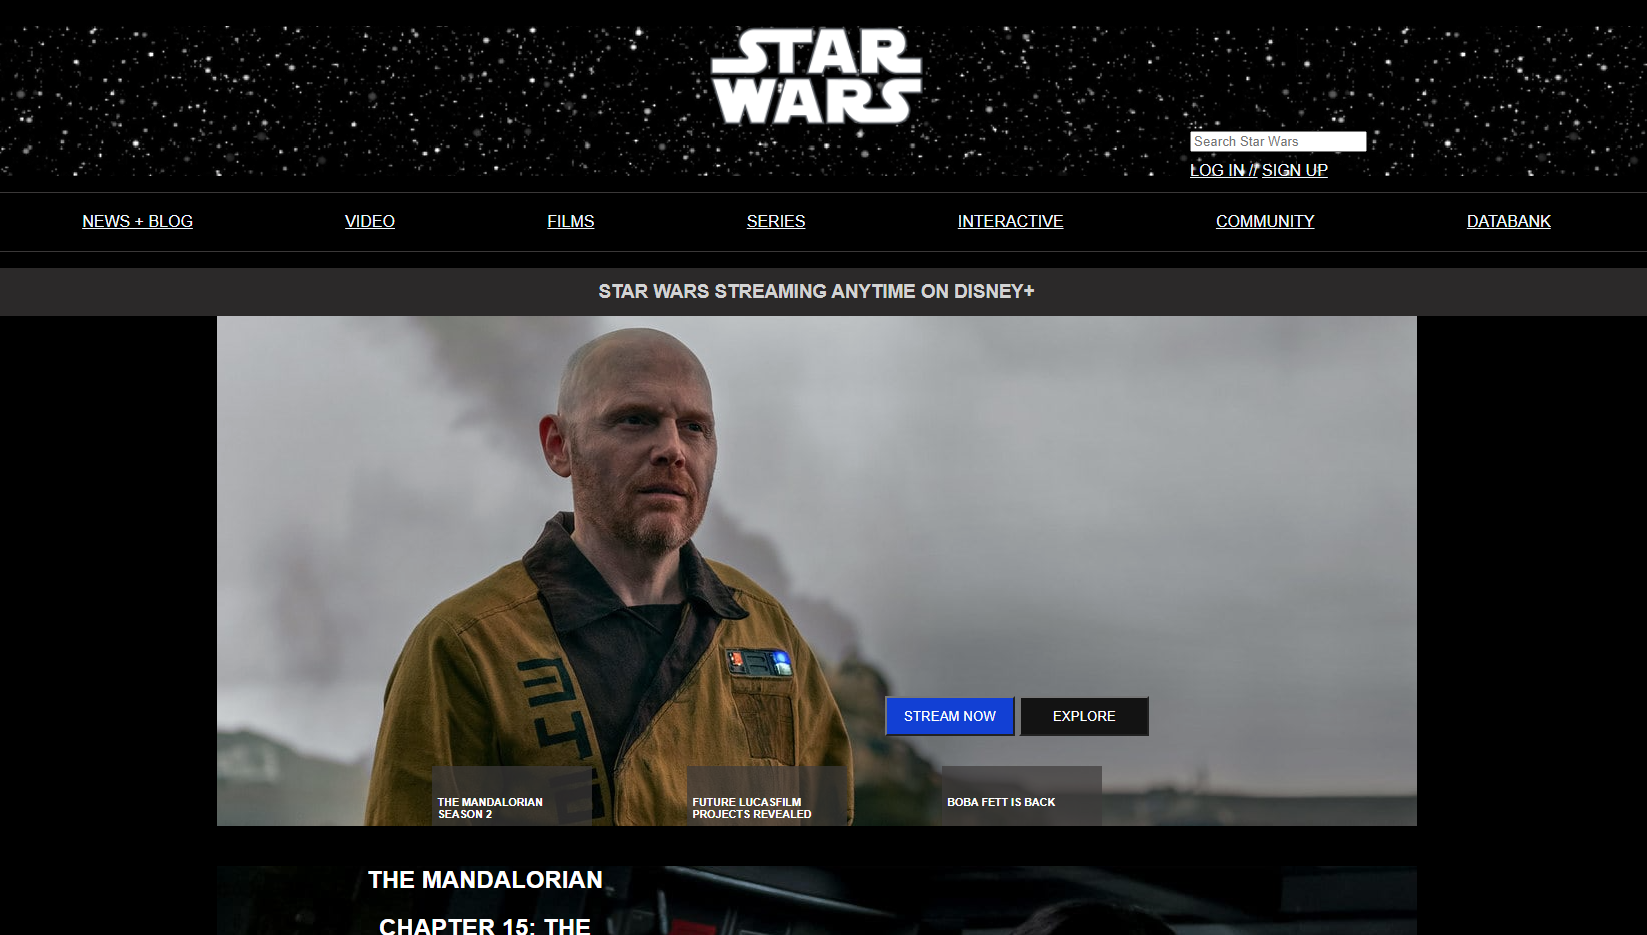 STAR
WARS
Search Star Wars
LOG IN // SIGN UP
NEWS + BLOG
VIDEO
FILMS
SERIES
INTERACTIVE
COMMUNITY
DATABANK
STAR WARS STREAMING ANYTIME ON DISNEY+
STREAM NOW
EXPLORE
THE MANDALORIAN
SEASON 2
FUTURE LUCASFILM
PROJECTS REVEALED
BOBA FETT IS BACK
THE MANDALORIAN
CHAPTER 15: THE